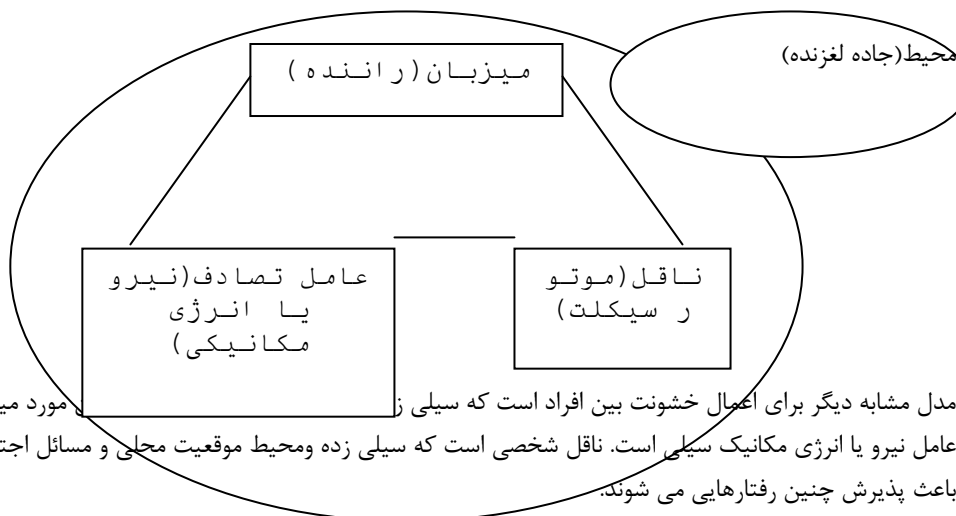 محیط(جاده لغزنده)
میزبان(راننده)
ناقل(موتو
ر سیکلت)
عامل تصادف(نیرو
یا انرژی
مکانیکی)
مدل مشابه دیگر برای اعمال خشونت بین افراد است که سیلی مورد
عامل نیرو یا انرژی مکانیک سیلی است. ناقل شخصی است که سیلی زده ومحیط موقعیت محلی و مسائل
باعث پذیرش چنین رفتارهایی می شوند.